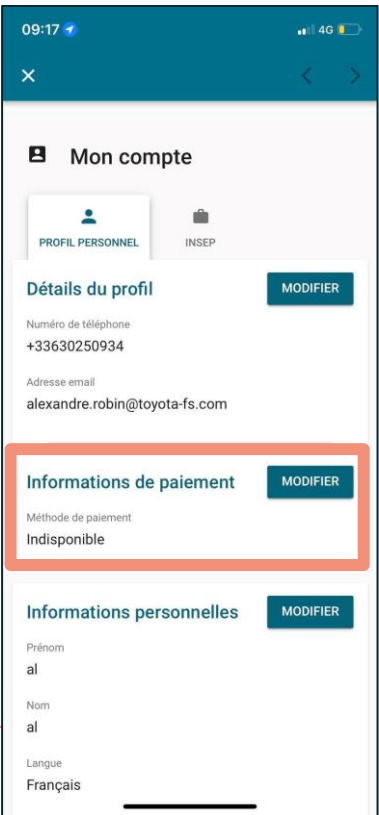 09:17
4G
Mon compte
PROFIL PERSONNEL
INSEP
Détails du profil
MODIFIER
Numéro de téléphone
+33630250934
Adresse email
alexandre.robin@toyota-fs.com
Informations de paiement
MODIFIER
Méthode de paiement
Indisponible
Informations personnelles
MODIFIER
Prénom
al
Nom
al
Langue
Français